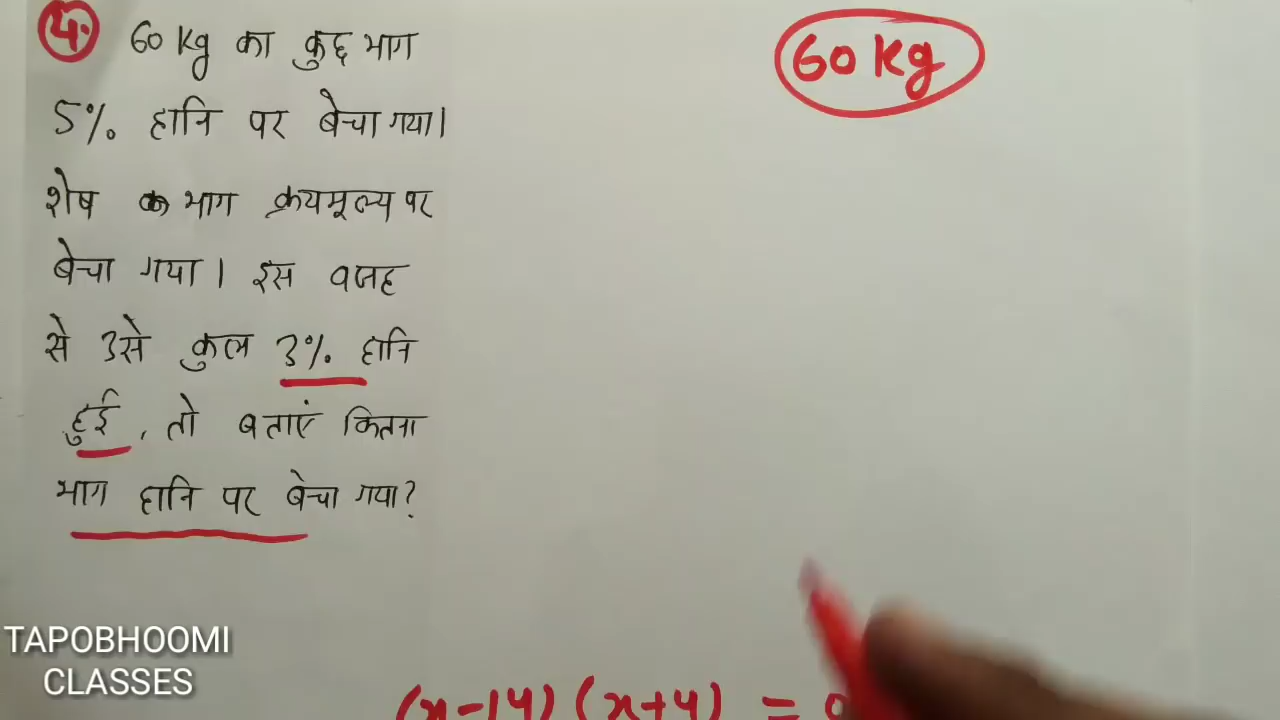 4.
60 Kg का कुछ भाग
5% हानि पर बेचा गया।
शेष भाग क्रयमूल्य पर
बेचा गया। इस वजह
से उसे कुल 3% हानि
हुई, तो बताएं कितना
भाग हानि पर बेचा गया?
60 Kg
(x-14) (x+4) =
TAPOBHOOMI
CLASSES